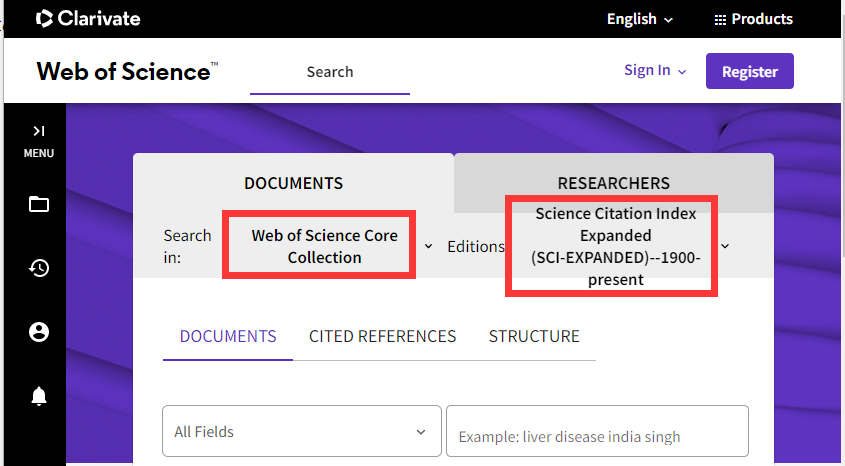 Clarivate
English
Products
Web of Science™
Search
Sign In
Register
MENU
DOCUMENTS
RESEARCHERS
Search
in:
Web of Science Core
Collection
Editions
Science Citation Index
Expanded
(SCI-EXPANDED)--1900-
present
DOCUMENTS
CITED REFERENCES
STRUCTURE
All Fields
Example: liver disease india singh